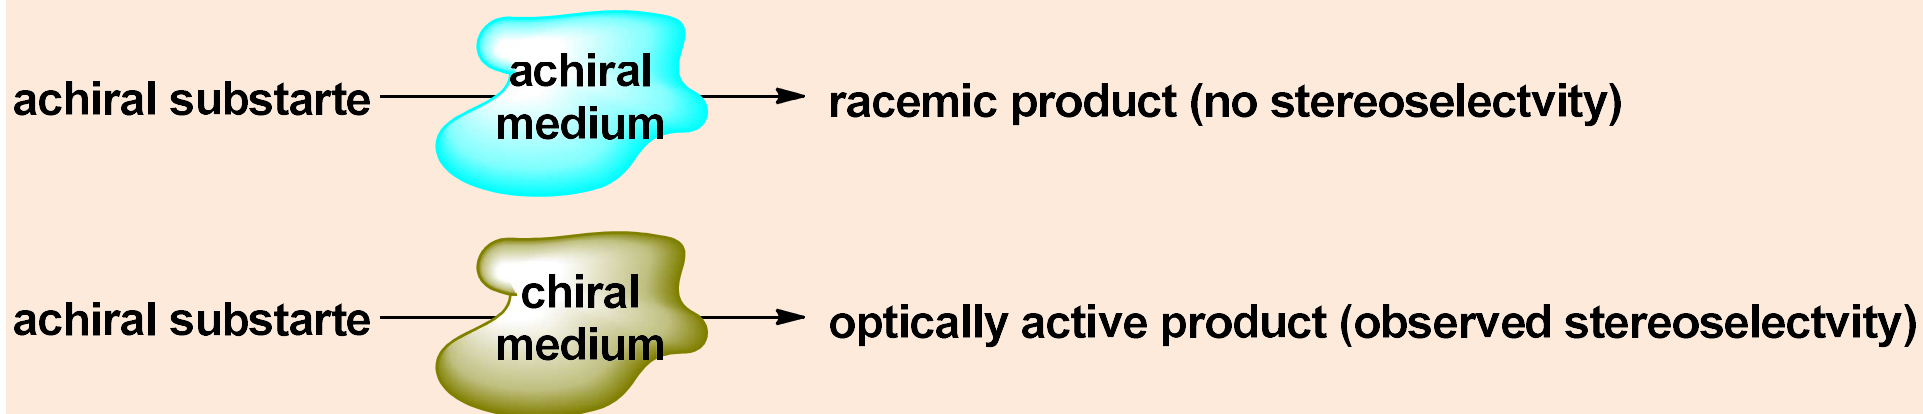 achiral substarte
achiral
medium
racemic product (no stereoselectvity)
achiral substarte
chiral
medium
optically active product (observed stereoselectvity)